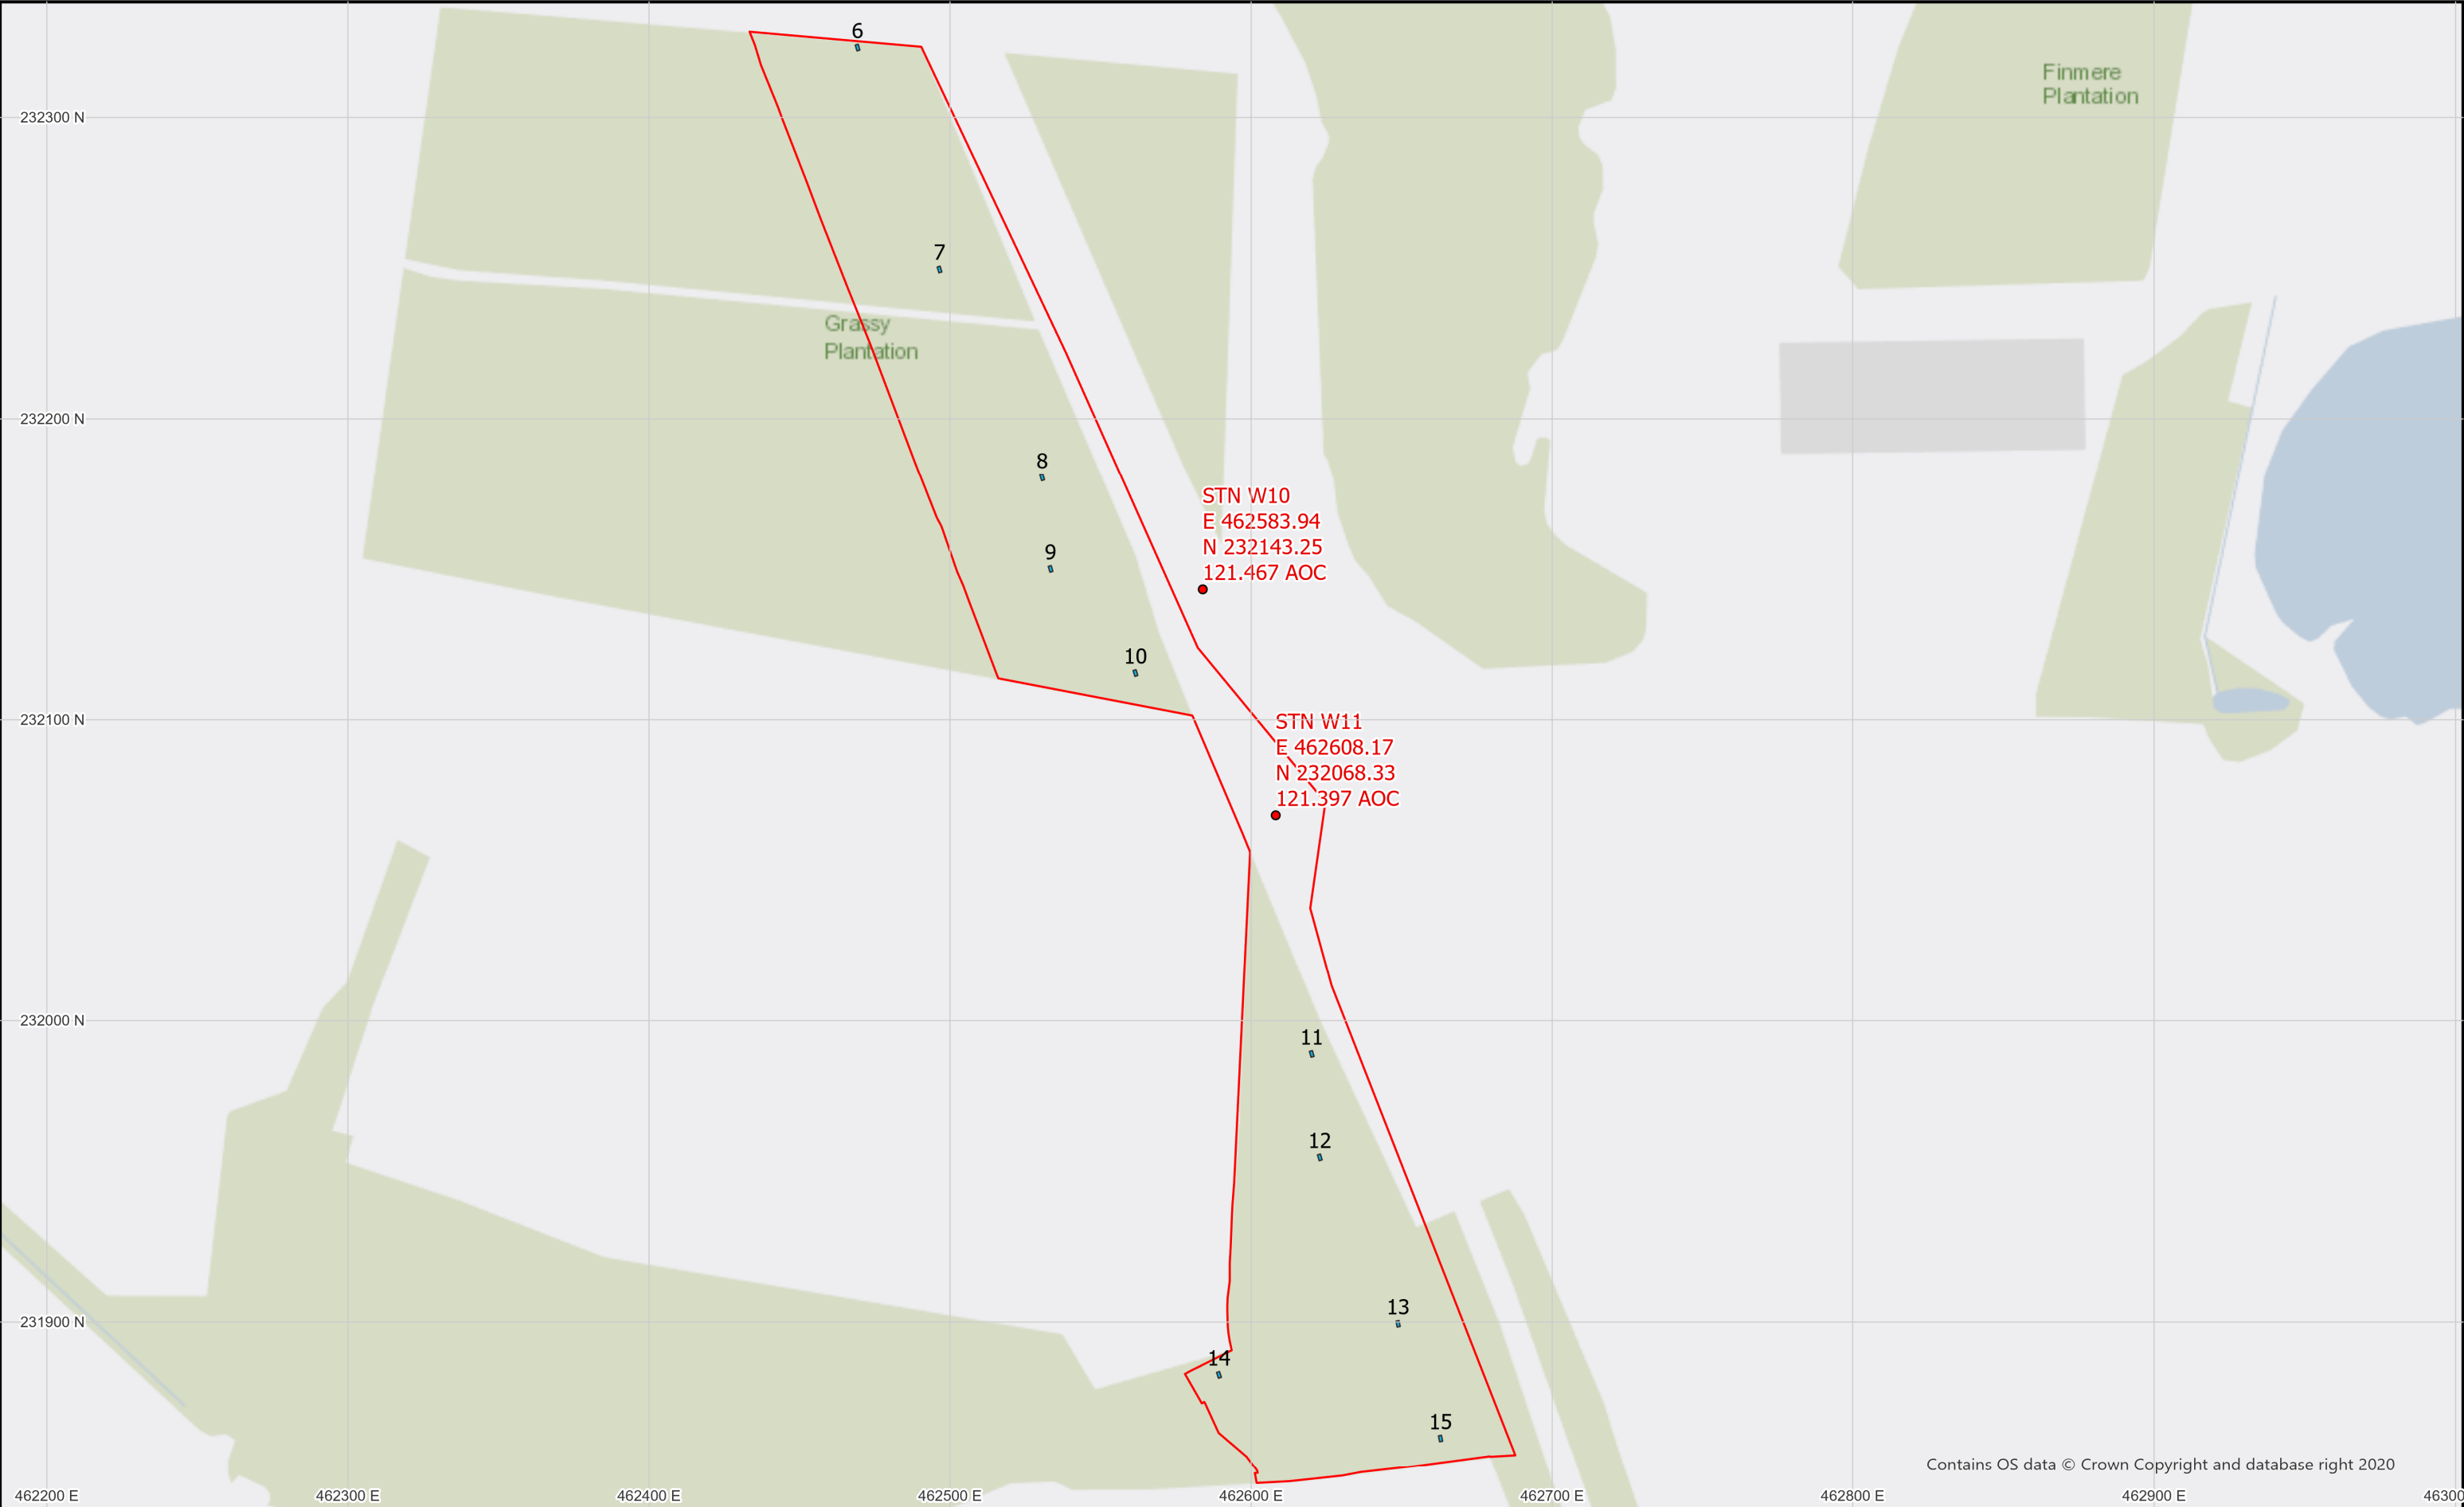 6
Finmere
Plantation
232300 N
7
Grassy
Plantation
232200 N
8
STN W10
E 462583.94
N 232143.25
121.467 AOC
9
10
232100 N
STN W11
E 462608.17
N 232068.33
121.397 AOC
232000 N
11
12
13
231900 N
14
15
Contains OS data © Crown Copyright and database right 2020
462200 E
462300 E
462400 E
462500 E
462600 E
462700 E
462800 E
462900 E
46300